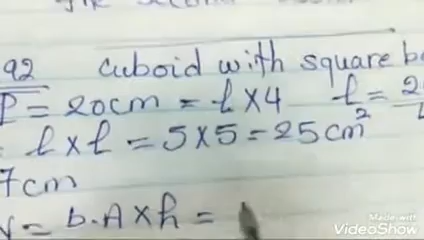 92 cuboid with square b
P = 20cm = l × 4 l = 2
l × l = 5 × 5 = 25 cm²
7cm
V = b.A × h =
Made with
VideoShow